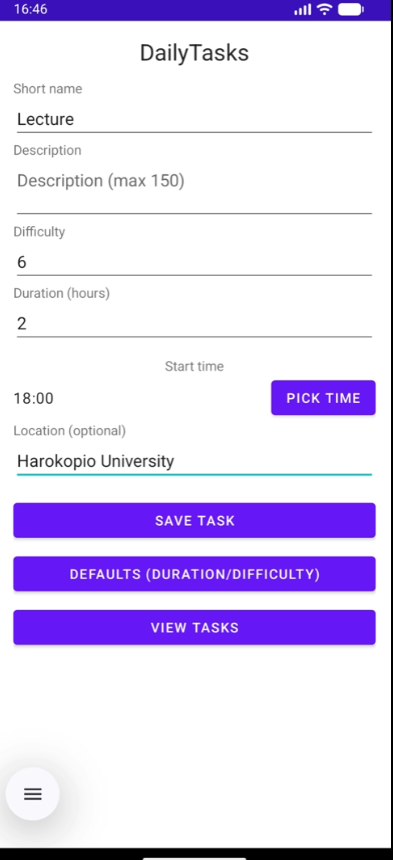 16:46
DailyTasks
Short name
Lecture
Description
Description (max 150)
Difficulty
6
Duration (hours)
2
Start time
18:00 PICK TIME
Location (optional)
Harokopio University
SAVE TASK
DEFAULTS (DURATION/DIFFICULTY)
VIEW TASKS